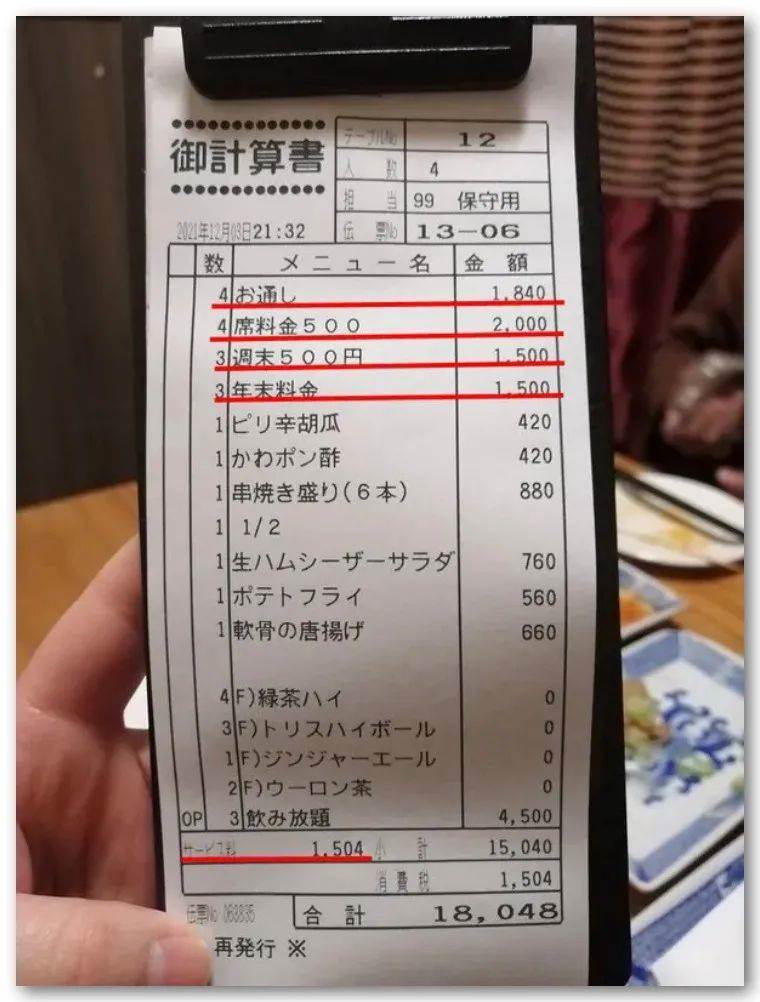 御計算書
テーブルNo 12
人数 4
担当 99 保守用
2021年12月03日21:32 伝票No 13-06
数 メニュー名 金額
4 お通し 1,840
4 席料金500 2,000
3 週末500円 1,500
3 年末料金 1,500
1 ピリ辛胡瓜 420
1 かわポン酢 420
1 串焼き盛り(6本) 880
1 1/2
1 生ハムシーザーサラダ 760
1 ポテトフライ 560
1 軟骨の唐揚げ 660
4 F)緑茶ハイ 0
3 F)トリスハイボール 0
1 F)ジンジャーエール 0
2 F)ウーロン茶 0
OP 3 飲み放題 4,500
サービス料 1,504 小計 15,040
消費税 1,504
伝票No 068835 合計 18,048
再発行 ※